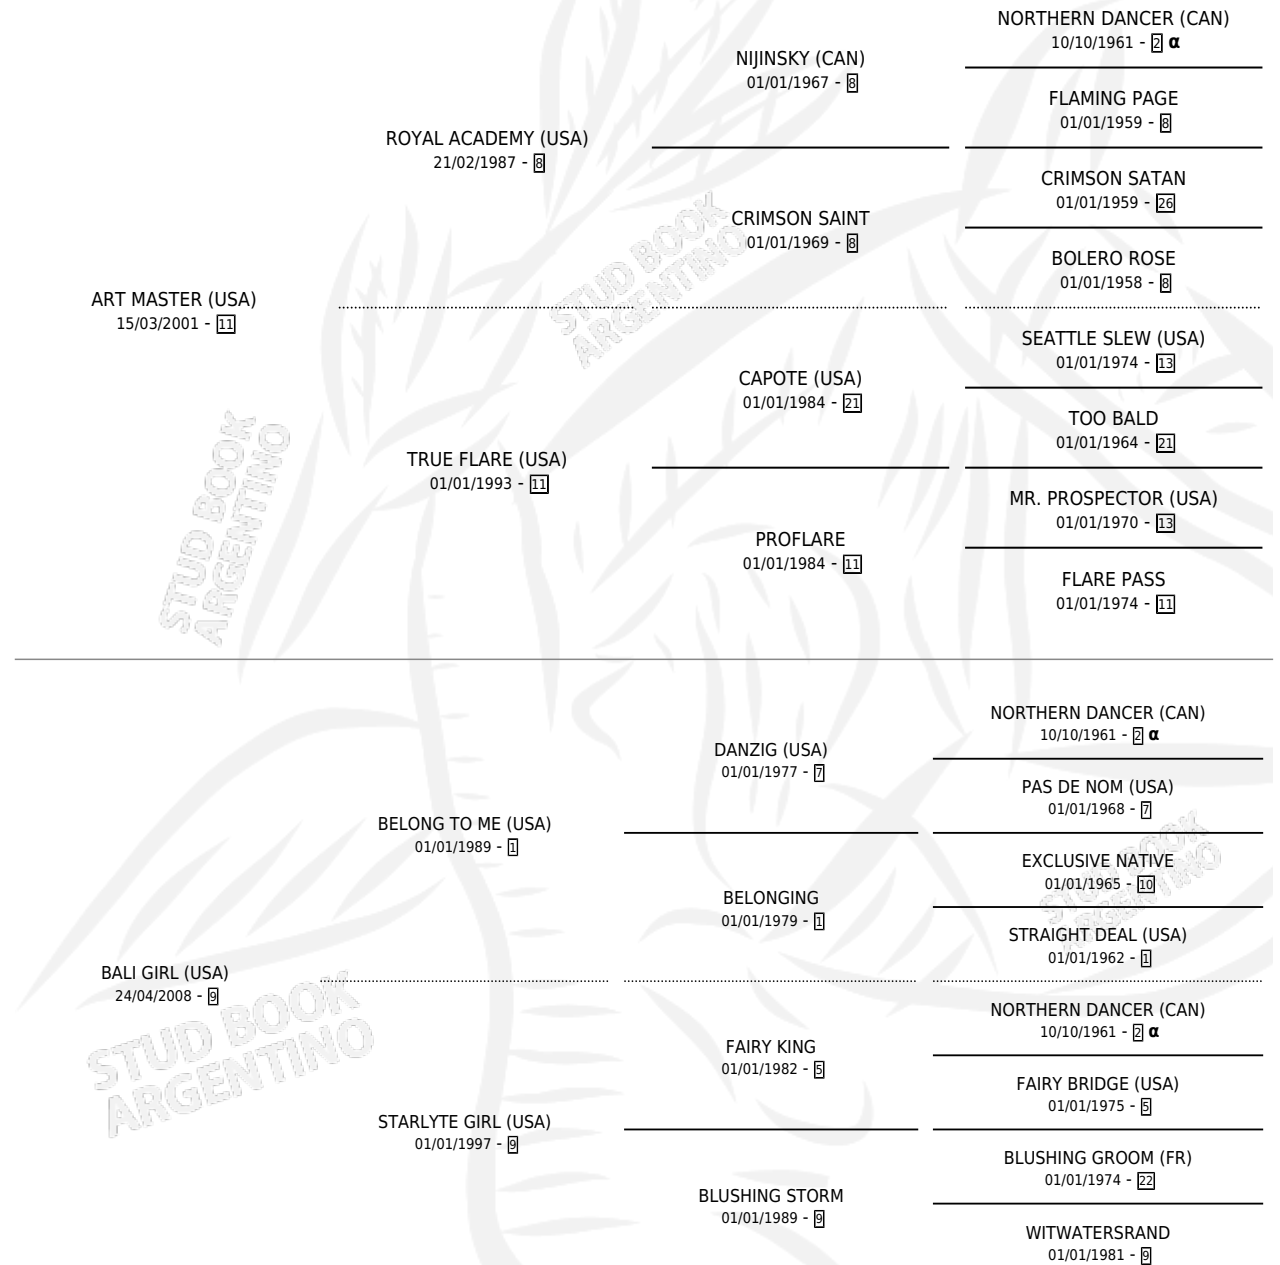 NORTHERN DANCER (CAN)
10/10/1961 - 2 α
NIJINSKY (CAN)
01/01/1967 - 8
FLAMING PAGE
01/01/1959 - 8
ROYAL ACADEMY (USA)
21/02/1987 - 8
CRIMSON SATAN
01/01/1959 - 26
CRIMSON SAINT
01/01/1969 - 8
BOLERO ROSE
01/01/1958 - 8
STUD BOOK
ARGENTINO
ART MASTER (USA)
15/03/2001 - 11
SEATTLE SLEW (USA)
01/01/1974 - 13
CAPOTE (USA)
01/01/1984 - 21
TOO BALD
01/01/1964 - 21
TRUE FLARE (USA)
01/01/1993 - 11
MR. PROSPECTOR (USA)
01/01/1970 - 13
PROFLARE
01/01/1984 - 11
FLARE PASS
01/01/1974 - 11
STUD BOOK
ARGENTINO
NORTHERN DANCER (CAN)
10/10/1961 - 2 α
DANZIG (USA)
01/01/1977 - 7
PAS DE NOM (USA)
01/01/1968 - 7
BELONG TO ME (USA)
01/01/1989 - 1
EXCLUSIVE NATIVE
01/01/1965 - 10
BELONGING
01/01/1979 - 1
STRAIGHT DEAL (USA)
01/01/1962 - 1
STUD BOOK
ARGENTINO
BALI GIRL (USA)
24/04/2008 - 9
NORTHERN DANCER (CAN)
10/10/1961 - 2 α
FAIRY KING
01/01/1982 - 5
FAIRY BRIDGE (USA)
01/01/1975 - 5
STARLYTE GIRL (USA)
01/01/1997 - 9
BLUSHING GROOM (FR)
01/01/1974 - 22
BLUSHING STORM
01/01/1989 - 9
WITWATERSRAND
01/01/1981 - 9
STUD BOOK
ARGENTINO